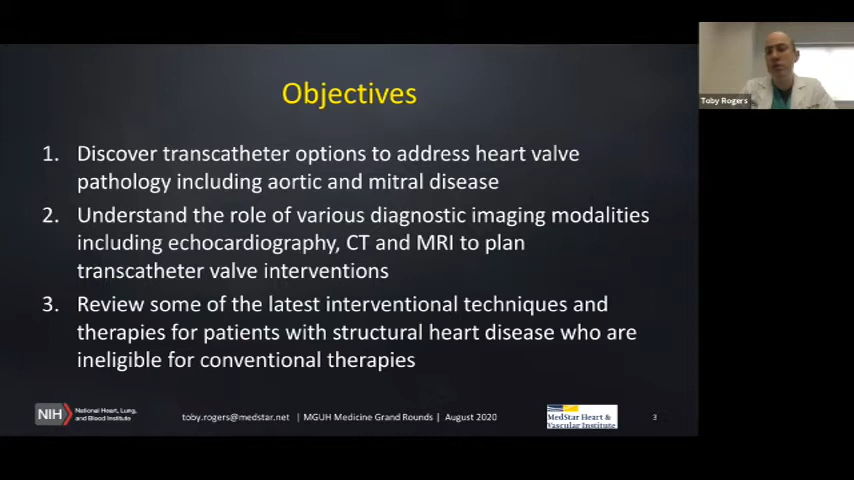 Objectives
1. Discover transcatheter options to address heart valve
pathology including aortic and mitral disease
2. Understand the role of various diagnostic imaging modalities
including echocardiography, CT and MRI to plan
transcatheter valve interventions
3. Review some of the latest interventional techniques and
therapies for patients with structural heart disease who are
ineligible for conventional therapies
Toby Rogers
NIH National Heart, Lung,
and Blood Institute
toby.rogers@medstar.net | MGUH Medicine Grand Rounds | August 2020
MedStar Heart &
Vascular Institute
3